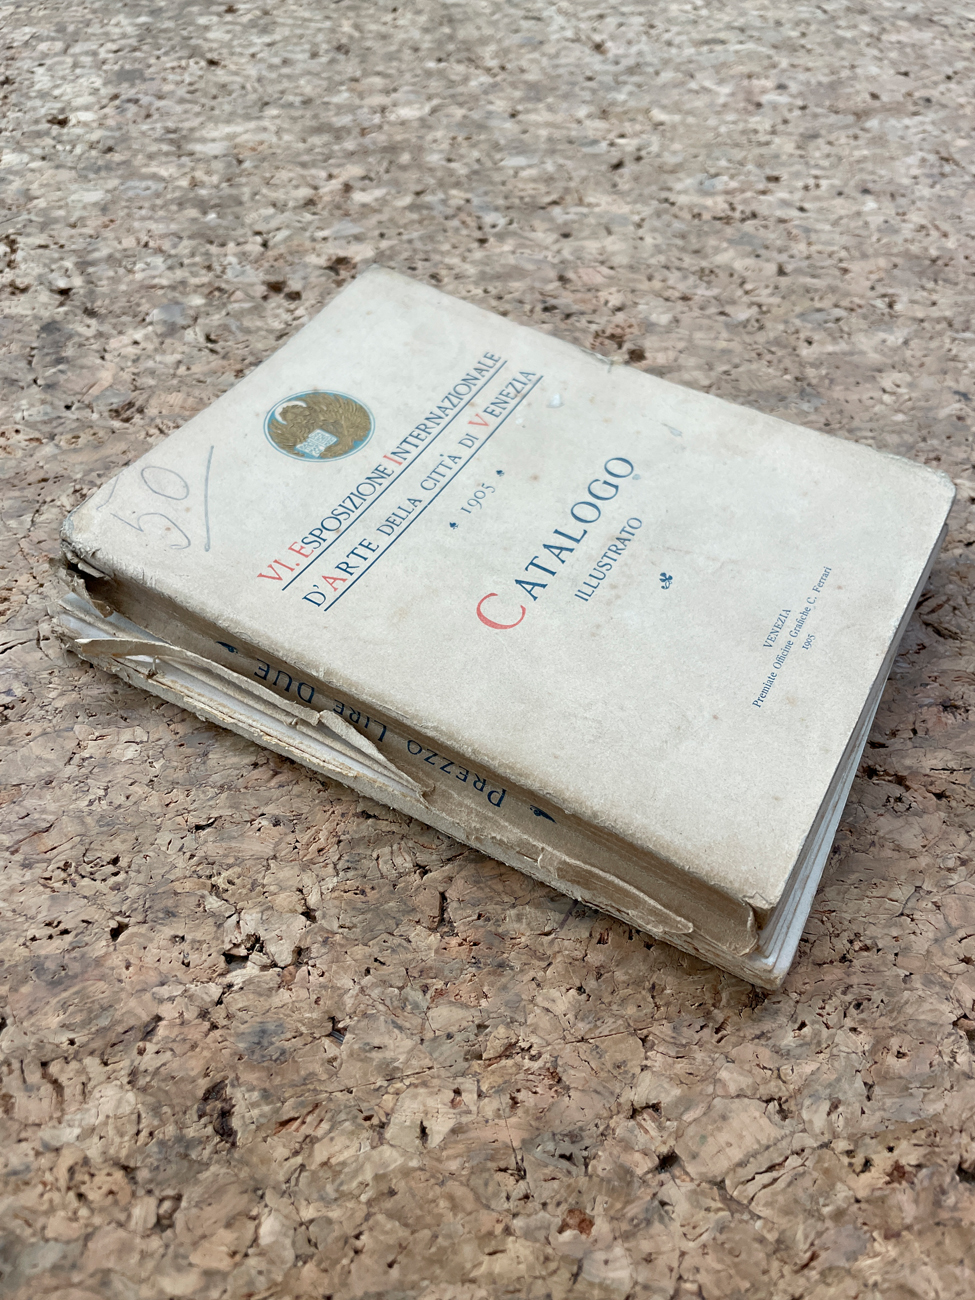 50
VI. ESPOSIZIONE INTERNAZIONALE
D'ARTE DELLA CITTÀ DI VENEZIA
1905
CATALOGO
ILLUSTRATO
VENEZIA
Premiate Officine Grafiche C. Ferrari
1905
PREZZO LIRE DUE